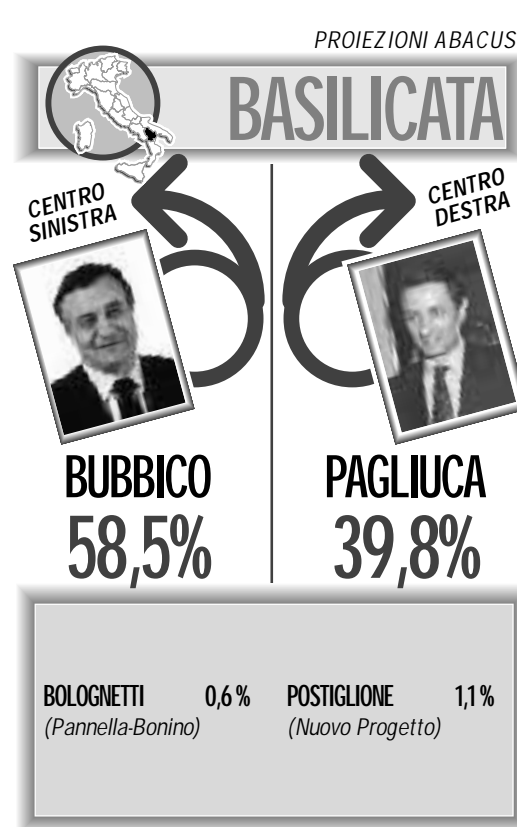 PROIEZIONI ABACUS
BASILICATA
CENTRO
SINISTRA
CENTRO
DESTRA
BUBBICO
58,5%
PAGLIUCA
39,8%
BOLOGNETTI 0,6 %
(Pannella-Bonino)
POSTIGLIONE 1,1 %
(Nuovo Progetto)